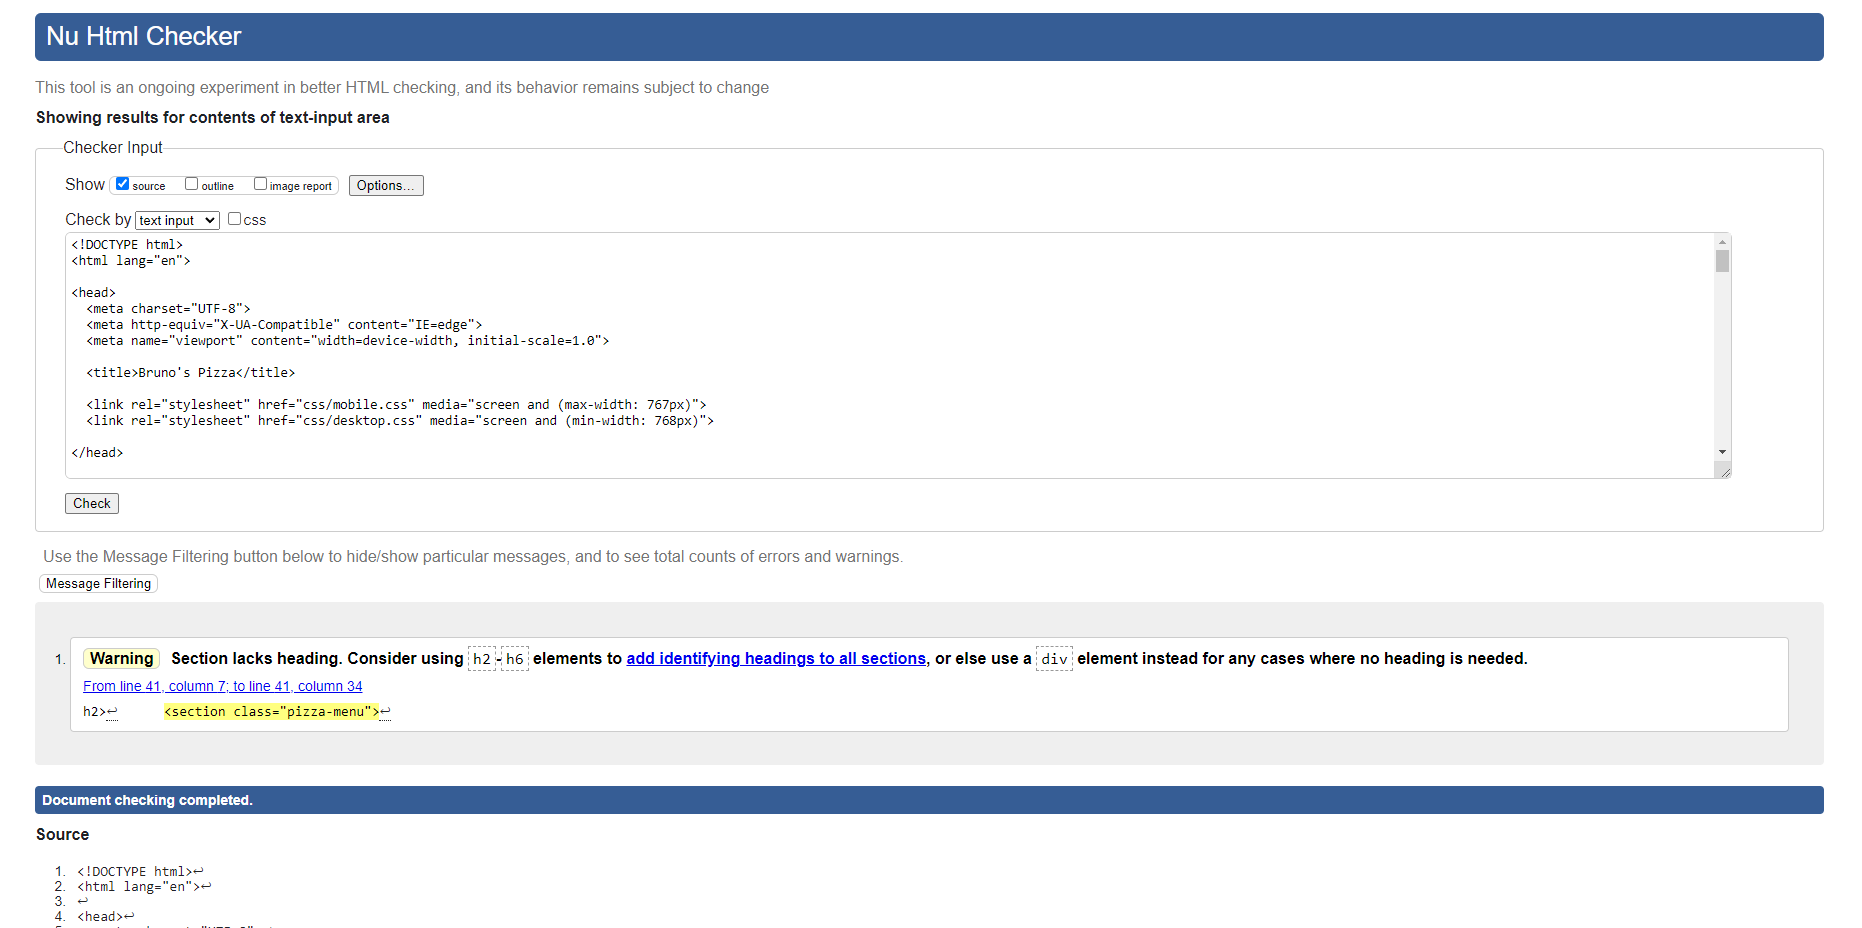 Nu Html Checker
This tool is an ongoing experiment in better HTML checking, and its behavior remains subject to change
Showing results for contents of text-input area
Checker Input
Show source outline image report Options...
Check by text input css
<!DOCTYPE html>
<html lang="en">
<head>
<meta charset="UTF-8">
<meta http-equiv="X-UA-Compatible" content="IE=edge">
<meta name="viewport" content="width=device-width, initial-scale=1.0">
<title>Bruno's Pizza</title>
<link rel="stylesheet" href="css/mobile.css" media="screen and (max-width: 767px)">
<link rel="stylesheet" href="css/desktop.css" media="screen and (min-width: 768px)">
</head>
Check
Use the Message Filtering button below to hide/show particular messages, and to see total counts of errors and warnings.
Message Filtering
1. Warning Section lacks heading. Consider using h2-h6 elements to add identifying headings to all sections, or else use a div element instead for any cases where no heading is needed.
From line 41, column 7; to line 41, column 34
h2>↩ <section class="pizza-menu">↩
Document checking completed.
Source
1. <!DOCTYPE html>↩
2. <html lang="en">↩
3. ↩
4. <head>↩